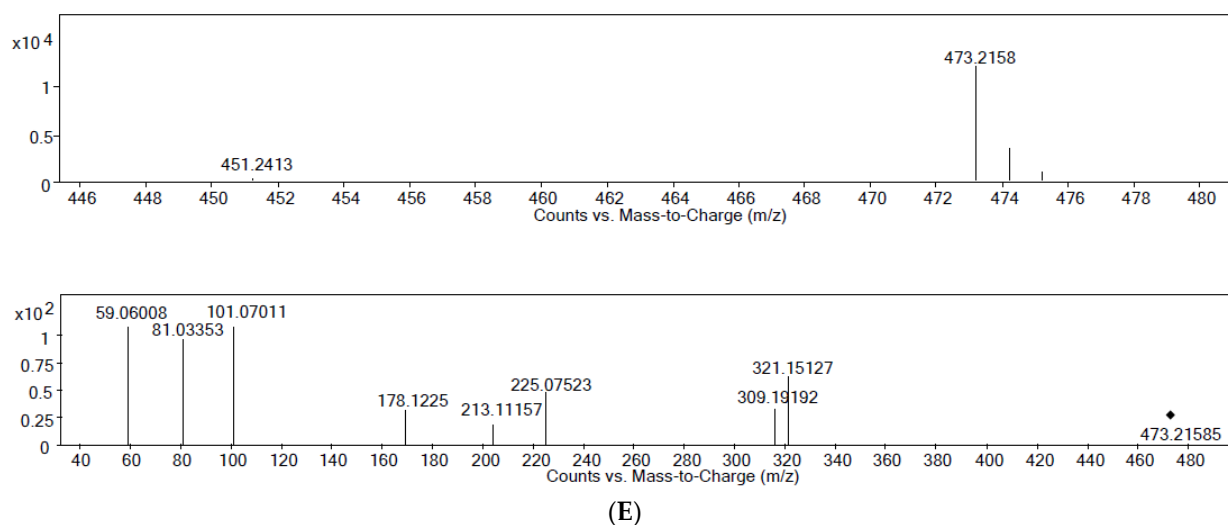 x10 4
473.2158
1
0.5
451.2413
0
446 448 450 452 454 456 458 460 462 464 466 468 470 472 474 476 478 480
Counts vs. Mass-to-Charge (m/z)
x10 2
59.06008 101.07011
81.03353
1
321.15127
0.75
225.07523
309.19192
0.5
178.1225
213.11157
0.25
473.21585
0
40 60 80 100 120 140 160 180 200 220 240 260 280 300 320 340 360 380 400 420 440 460 480
Counts vs. Mass-to-Charge (m/z)
(E)